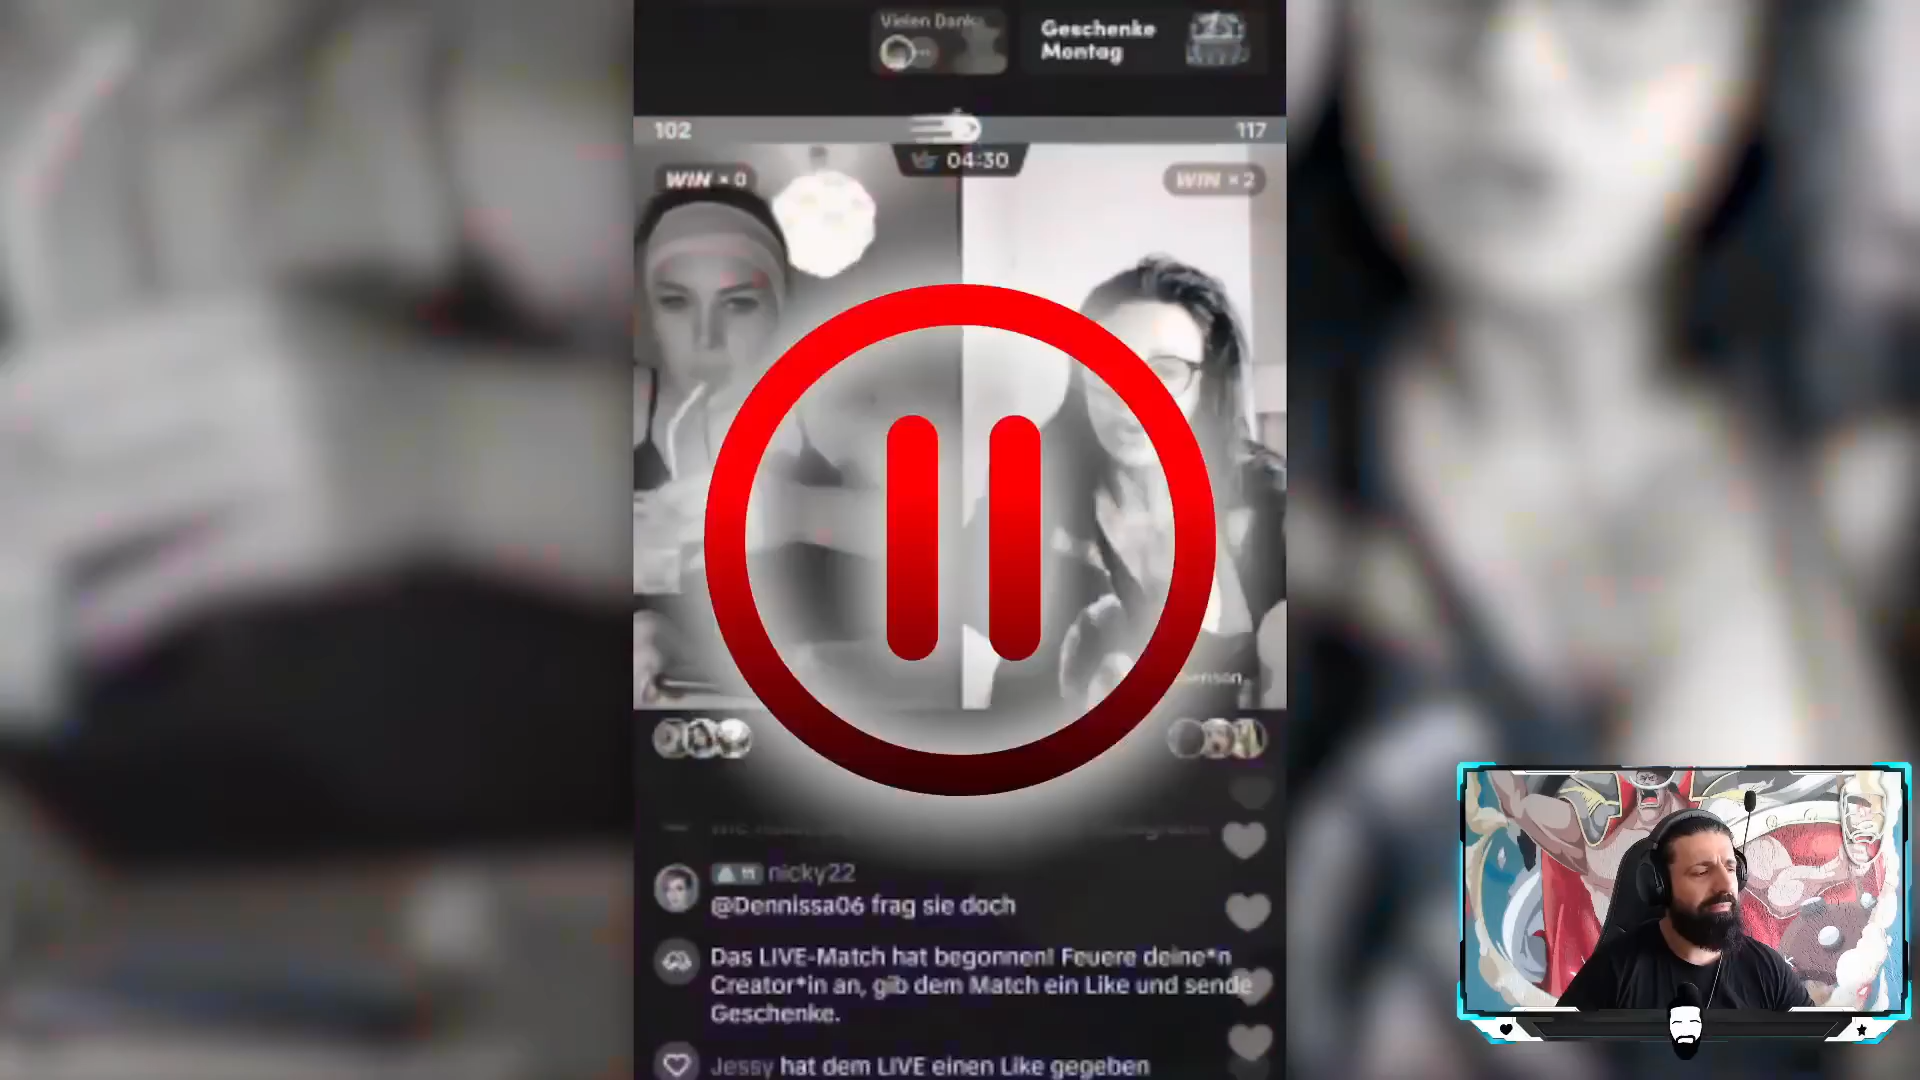 Vielen Dank
Geschenke
Montag
102
117
04:30
WIN × 0
WIN × 2
11 nicky22
@Dennissa06 frag sie doch
Das LIVE-Match hat begonnen! Feuere deine*n
Creator*in an, gib dem Match ein Like und sende
Geschenke.
Jessy hat dem LIVE einen Like gegeben